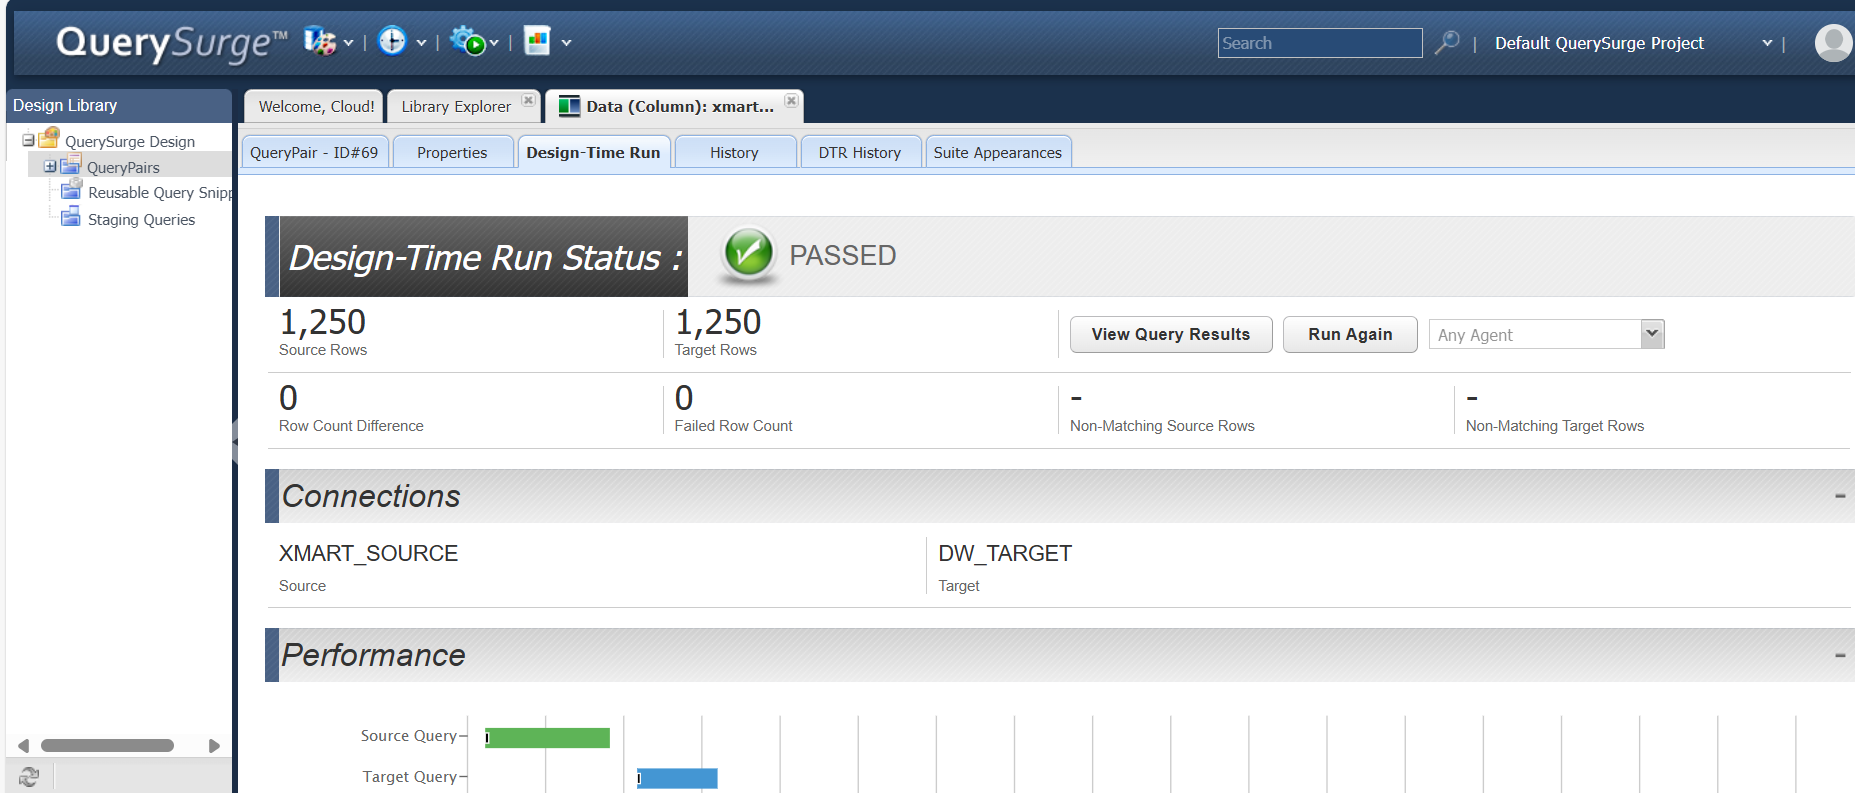 QuerySurge™
Search
Default QuerySurge Project
Design Library
Welcome, Cloud!
Library Explorer
Data (Column): xmart...
QuerySurge Design
QueryPairs
Reusable Query Snipp
Staging Queries
QueryPair - ID#69
Properties
Design-Time Run
History
DTR History
Suite Appearances
Design-Time Run Status :
PASSED
1,250
Source Rows
1,250
Target Rows
View Query Results
Run Again
Any Agent
0
Row Count Difference
0
Failed Row Count
-
Non-Matching Source Rows
-
Non-Matching Target Rows
Connections
-
XMART_SOURCE
Source
DW_TARGET
Target
Performance
-
Source Query
Target Query